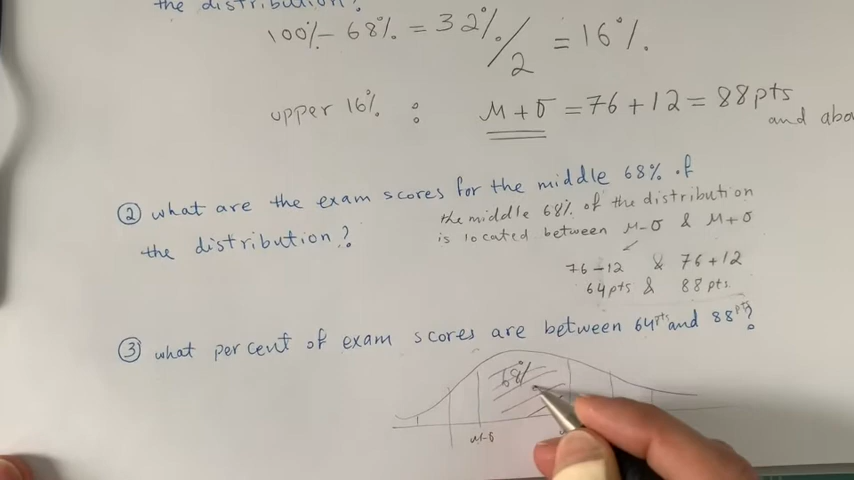 the distribution?
100% - 68% = 32% / 2 = 16%.
upper 16% : μ + σ = 76 + 12 = 88 pts
and abo
② what are the exam scores for the middle 68% of
the distribution?
the middle 68% of the distribution
is located between μ-σ & μ+σ
76-12 & 76+12
64 pts & 88 pts.
③ what percent of exam scores are between 64pts and 88pts?
68%
μ-σ